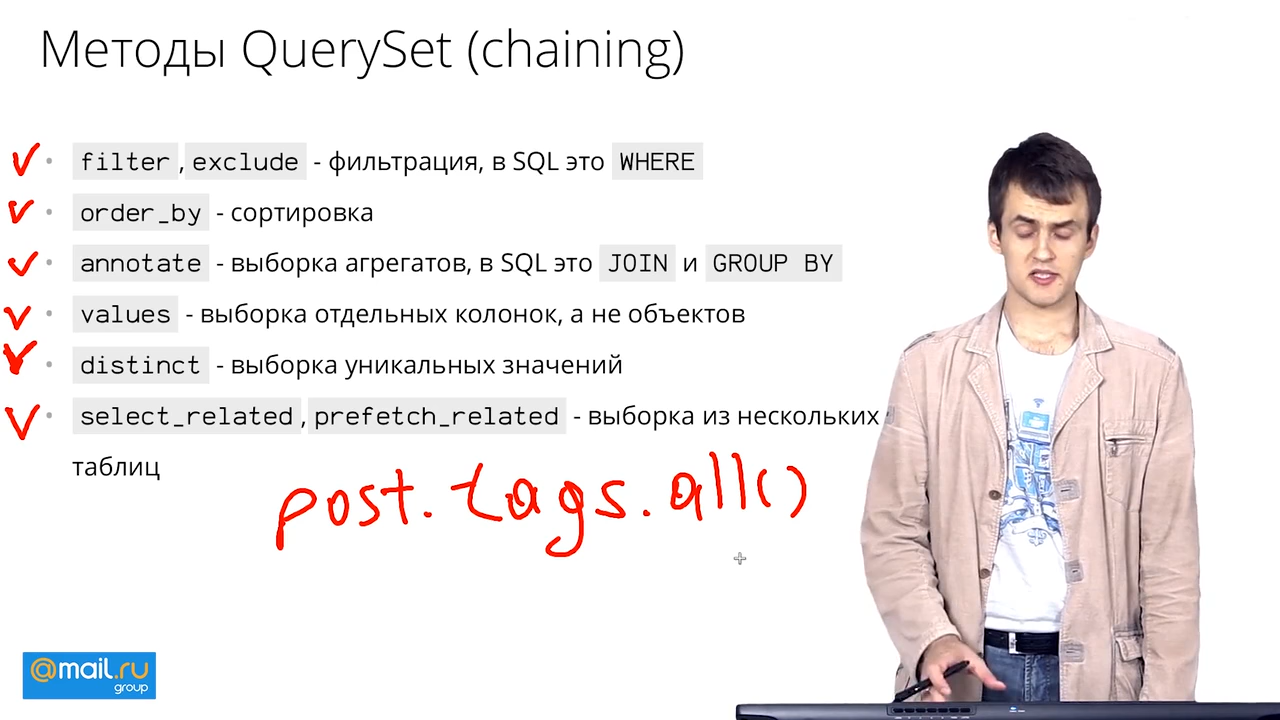 Методы QuerySet (chaining)
• filter,exclude - фильтрация, в SQL это WHERE
• order_by - сортировка
• annotate - выборка агрегатов, в SQL это JOIN и GROUP BY
• values - выборка отдельных колонок, а не объектов
• distinct - выборка уникальных значений
• select_related,prefetch_related - выборка из нескольких
таблиц
post.tags.all()
@mail.ru
group